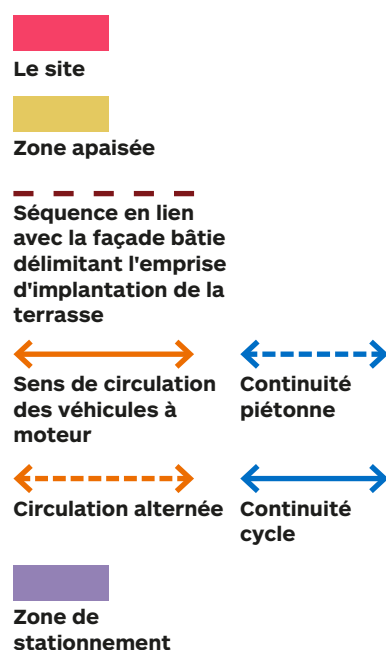 Le site
Zone apaisée
Séquence en lien
avec la façade bâtie
délimitant l'emprise
d'implantation de la
terrasse
Sens de circulation
des véhicules à
moteur
Continuité
piétonne
Circulation alternée
Continuité
cycle
Zone de
stationnement